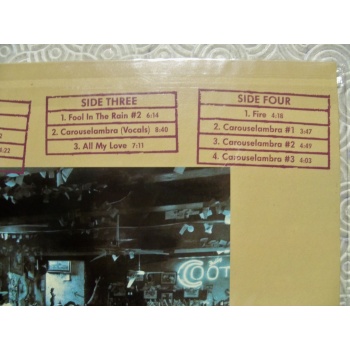 SIDE THREE
1. Fool In The Rain #2 6:14
2. Carouselambra (Vocals) 8:40
3. All My Love 7:11
SIDE FOUR
1. Fire 4:18
2. Carouselambra #1 3:47
3. Carouselambra #2 4:49
4. Carouselambra #3 6:03